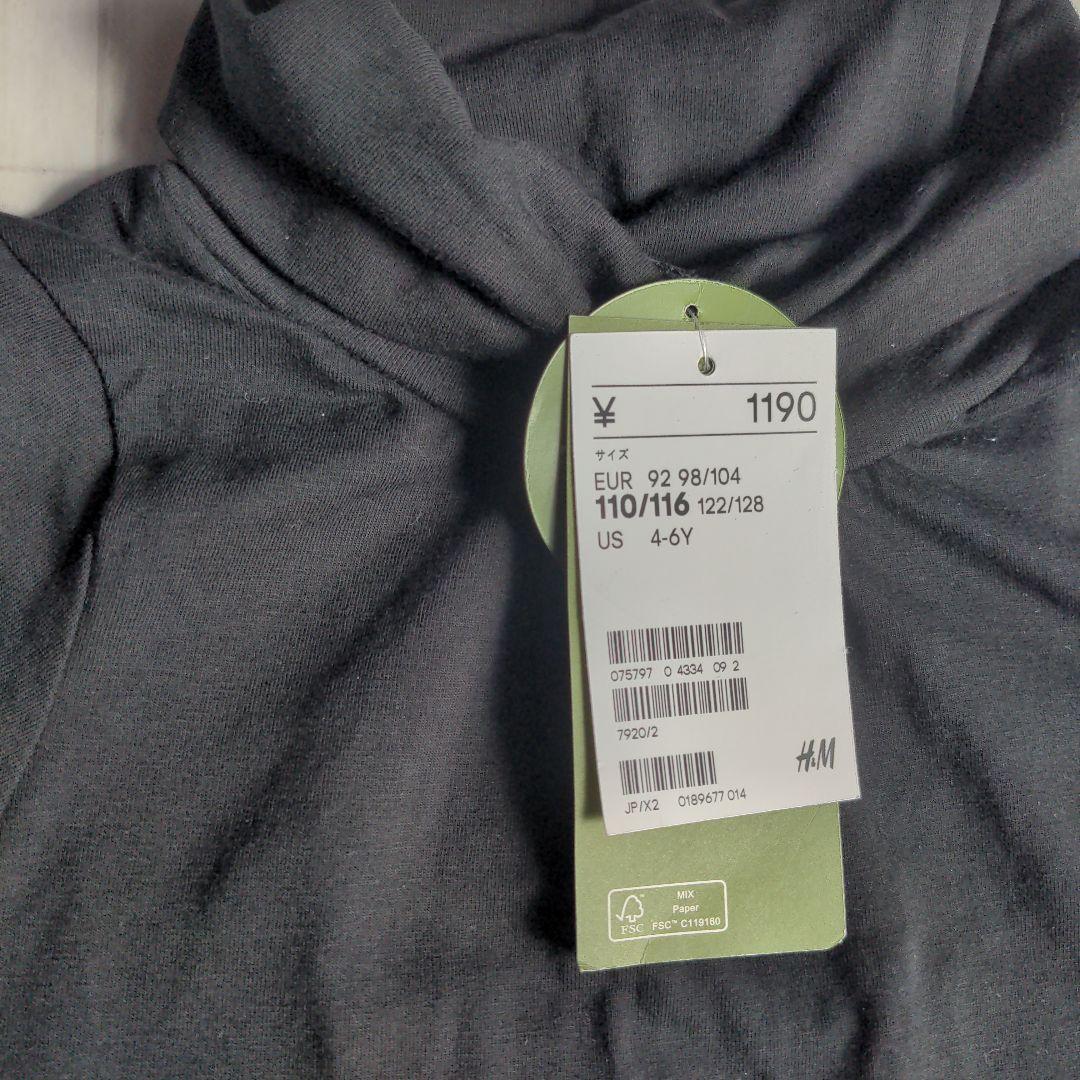 ¥ 1190
サイズ
EUR 92 98/104
110/116 122/128
US 4-6Y
075797 0 4334 09 2
7920/2
H&M
JP/X2 0189677 014
MIX
Paper
FSC™ C119160
FSC